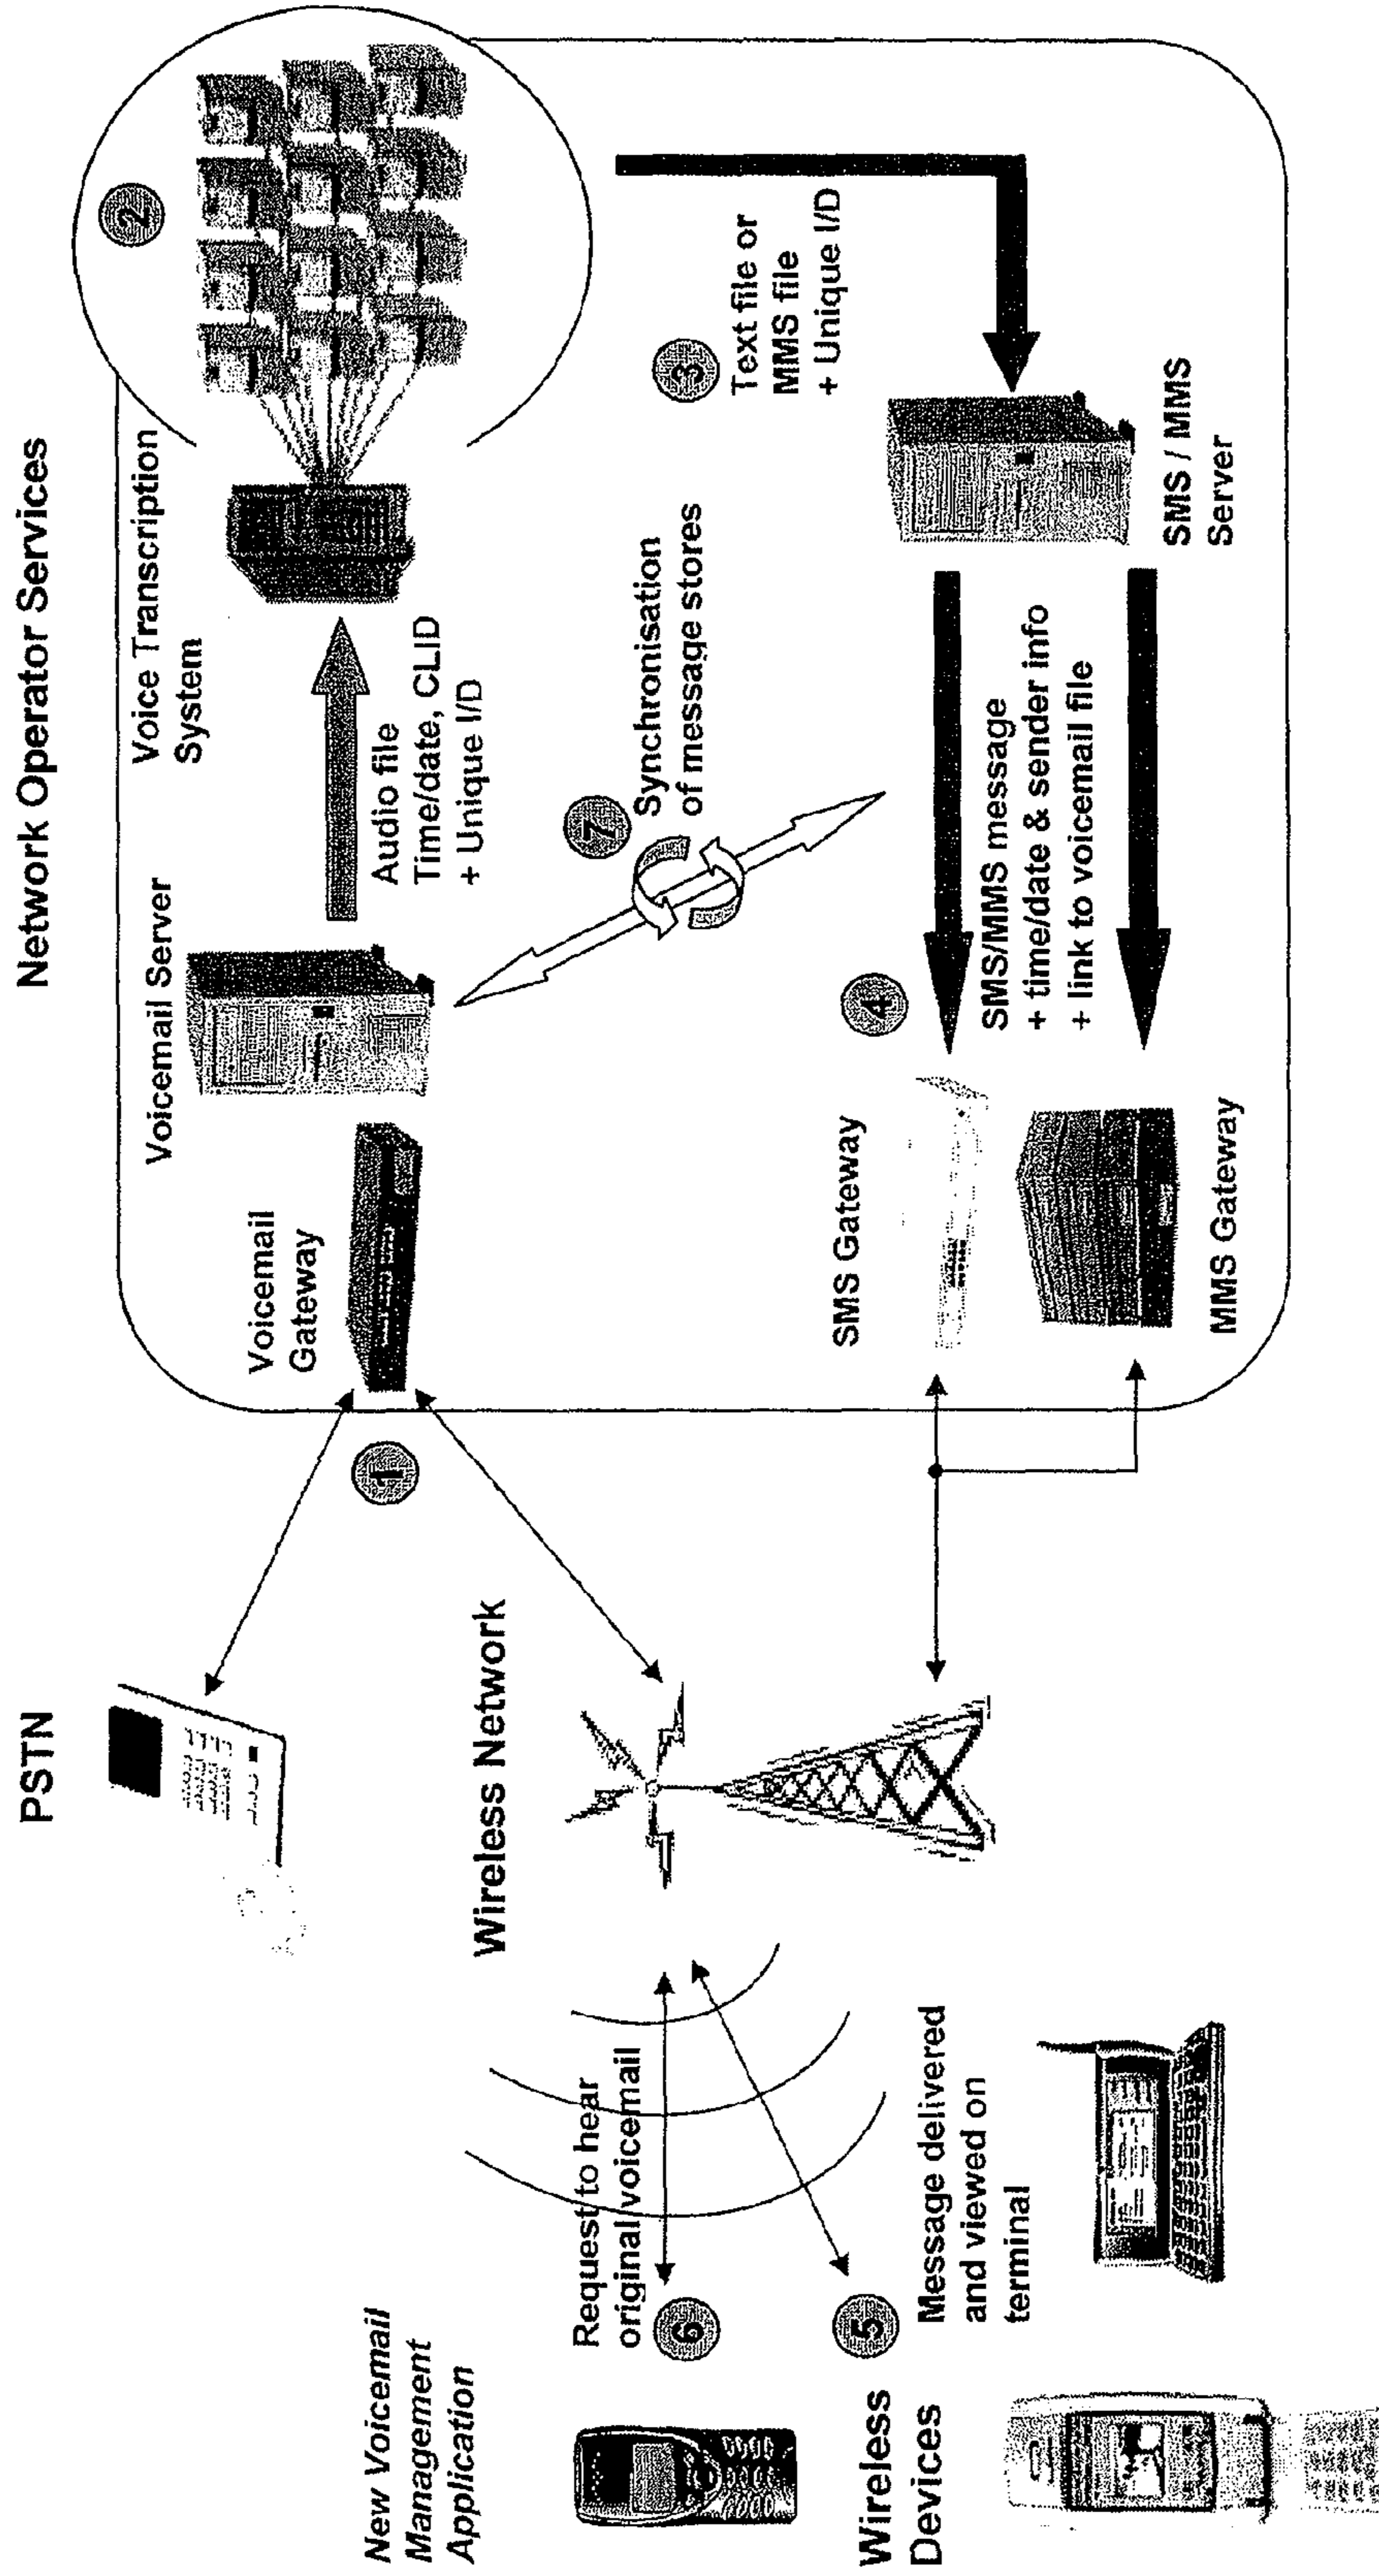 Network Operator Services
PSTN
Voice Transcription
System
2
Voicemail Server
Voicemail
Gateway
Audio file
Time/date, CLID
+ Unique I/D
1
Wireless Network
7
Synchronisation
of message stores
3
Text file or
MMS file
+ Unique I/D
New Voicemail
Management
Application
Request to hear
original voicemail
6
4
SMS/MMS message
+ time/date & sender info
+ link to voicemail file
SMS / MMS
Server
SMS Gateway
MMS Gateway
5
Message delivered
and viewed on
terminal
Wireless
Devices